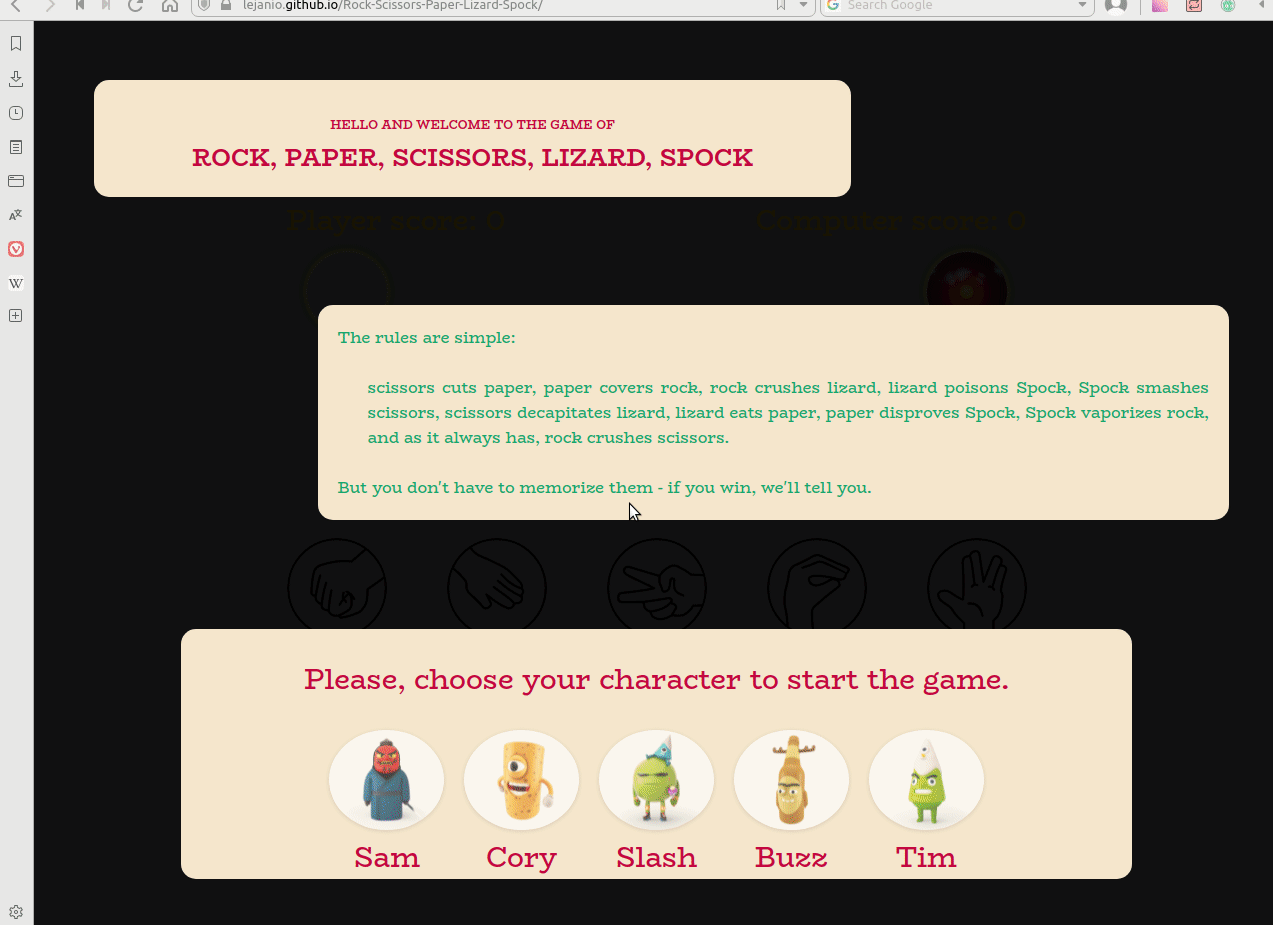 lejanio.github.io/Rock-Scissors-Paper-Lizard-Spock/
Search Google
HELLO AND WELCOME TO THE GAME OF
ROCK, PAPER, SCISSORS, LIZARD, SPOCK
Player score: 0
Computer score: 0
The rules are simple:
scissors cuts paper, paper covers rock, rock crushes lizard, lizard poisons Spock, Spock smashes
scissors, scissors decapitates lizard, lizard eats paper, paper disproves Spock, Spock vaporizes rock,
and as it always has, rock crushes scissors.
But you don't have to memorize them - if you win, we'll tell you.
Please, choose your character to start the game.
Sam
Cory
Slash
Buzz
Tim